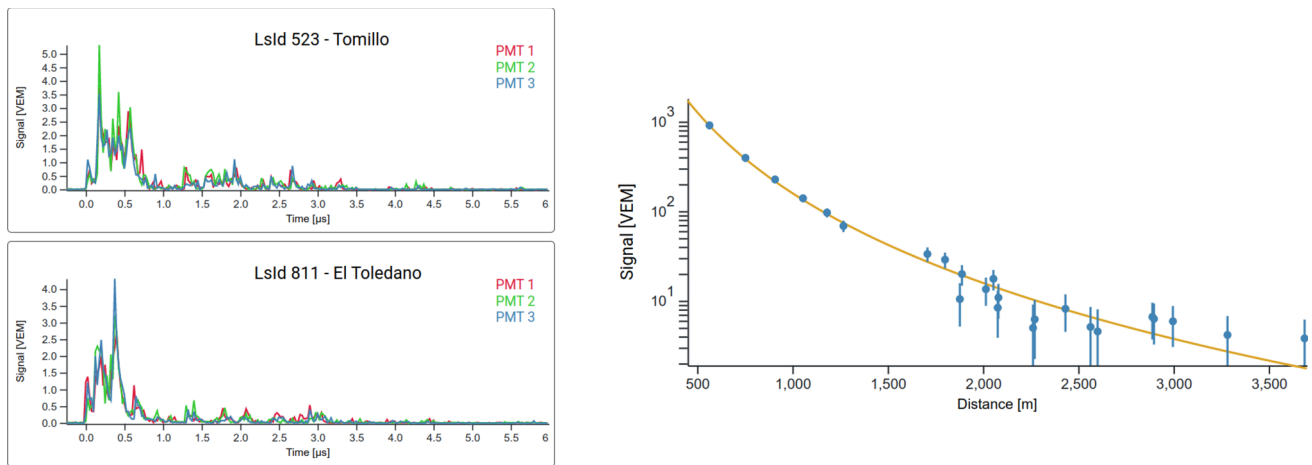 LsId 523 - Tomillo
PMT 1
PMT 2
PMT 3
Signal [VEM]
5.0
4.5
4.0
3.5
3.0
2.5
2.0
1.5
1.0
0.5
0.0
0.0 0.5 1.0 1.5 2.0 2.5 3.0 3.5 4.0 4.5 5.0 5.5 6
Time [µs]
LsId 811 - El Toledano
PMT 1
PMT 2
PMT 3
Signal [VEM]
4.0
3.5
3.0
2.5
2.0
1.5
1.0
0.5
0.0
0.0 0.5 1.0 1.5 2.0 2.5 3.0 3.5 4.0 4.5 5.0 5.5 6
Time [µs]
Signal [VEM]
10³
10²
10¹
500 1,000 1,500 2,000 2,500 3,000 3,500
Distance [m]